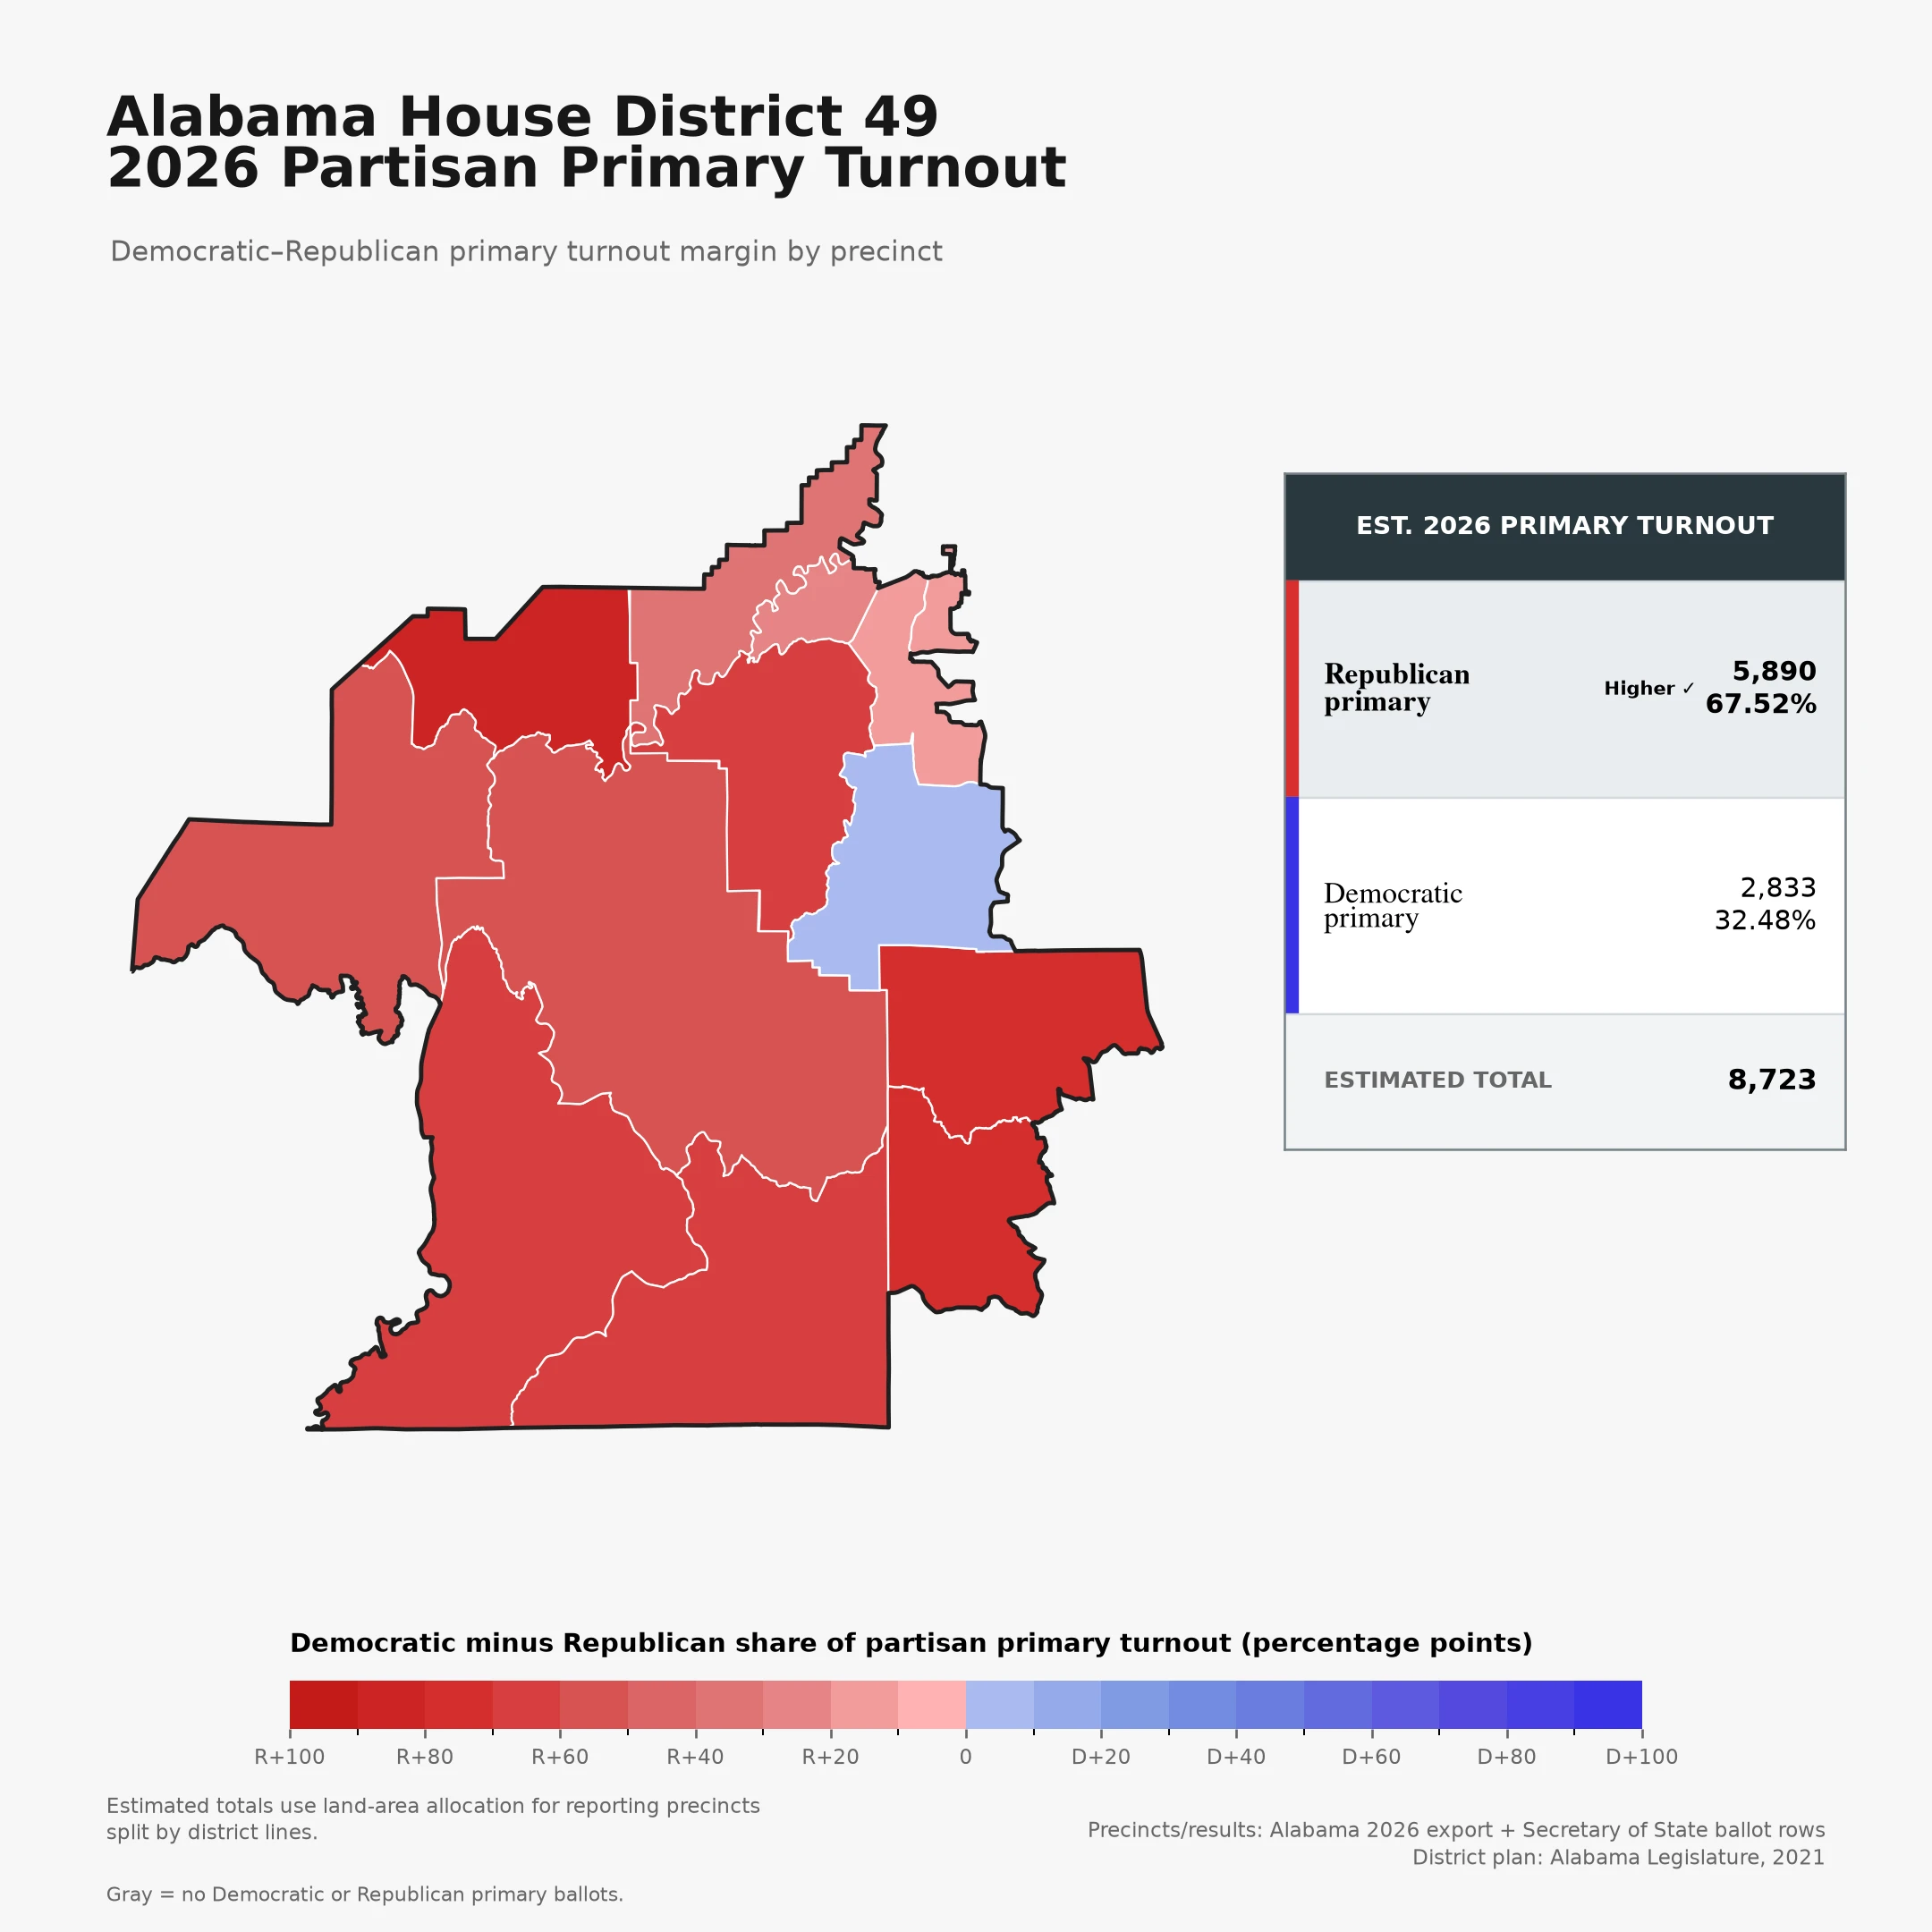 Alabama House District 49
2026 Partisan Primary Turnout
Democratic–Republican primary turnout margin by precinct
EST. 2026 PRIMARY TURNOUT
Republican
primary
Higher ✓
5,890
67.52%
Democratic
primary
2,833
32.48%
ESTIMATED TOTAL
8,723
Democratic minus Republican share of partisan primary turnout (percentage points)
R+100 R+80 R+60 R+40 R+20 0 D+20 D+40 D+60 D+80 D+100
Estimated totals use land-area allocation for reporting precincts
split by district lines.
Gray = no Democratic or Republican primary ballots.
Precincts/results: Alabama 2026 export + Secretary of State ballot rows
District plan: Alabama Legislature, 2021